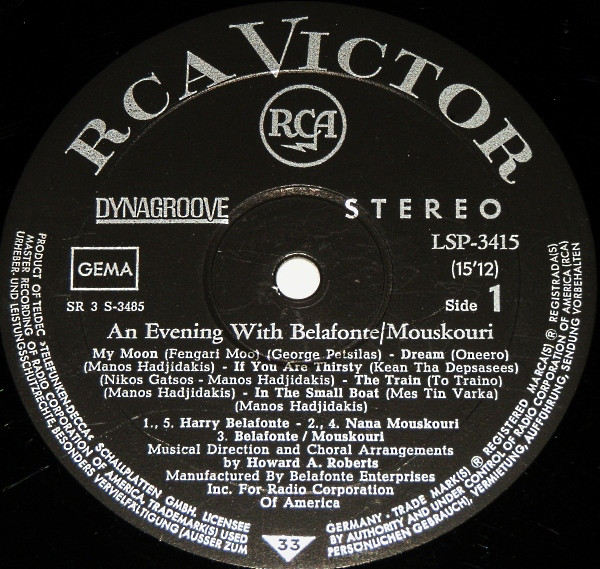 RCA VICTOR
RCA
DYNAGROOVE
STEREO
LSP-3415
GEMA
(15'12)
SR 3 S-3485
Side 1
An Evening With Belafonte/Mouskouri
My Moon (Fengari Moo) (George Petsilas) - Dream (Oneero)
(Manos Hadjidakis) - If You Are Thirsty (Kean Tha Depsasees)
(Nikos Gatsos - Manos Hadjidakis) - The Train (To Traino)
(Manos Hadjidakis) - In The Small Boat (Mes Tin Varka)
(Manos Hadjidakis)
1., 5. Harry Belafonte - 2., 4. Nana Mouskouri
3. Belafonte / Mouskouri
Musical Direction and Choral Arrangements
by Howard A. Roberts
Manufactured By Belafonte Enterprises
Inc. For Radio Corporation
Of America
33
PRODUCT OF TELDEC »TELEFUNKEN-DECCA« SCHALLPLATTEN GMBH, LICENSEE
MASTER RECORDING OF RADIO CORPORATION OF AMERICA, TRADEMARK(S) USED
URHEBER- UND LEISTUNGSSCHUTZRECHTE, BESONDERS VERVIELFÄLTIGUNG (AUSSER ZUM
GERMANY - TRADE MARK(S) ® REGISTERED MARCA(S) ® REGISTRADA(S)
BY AUTHORITY AND UNDER CONTROL OF RADIO CORPORATION OF AMERICA (RCA)
PERSÖNLICHEN GEBRAUCH), VERMIETUNG, AUFFÜHRUNG, SENDUNG VORBEHALTEN